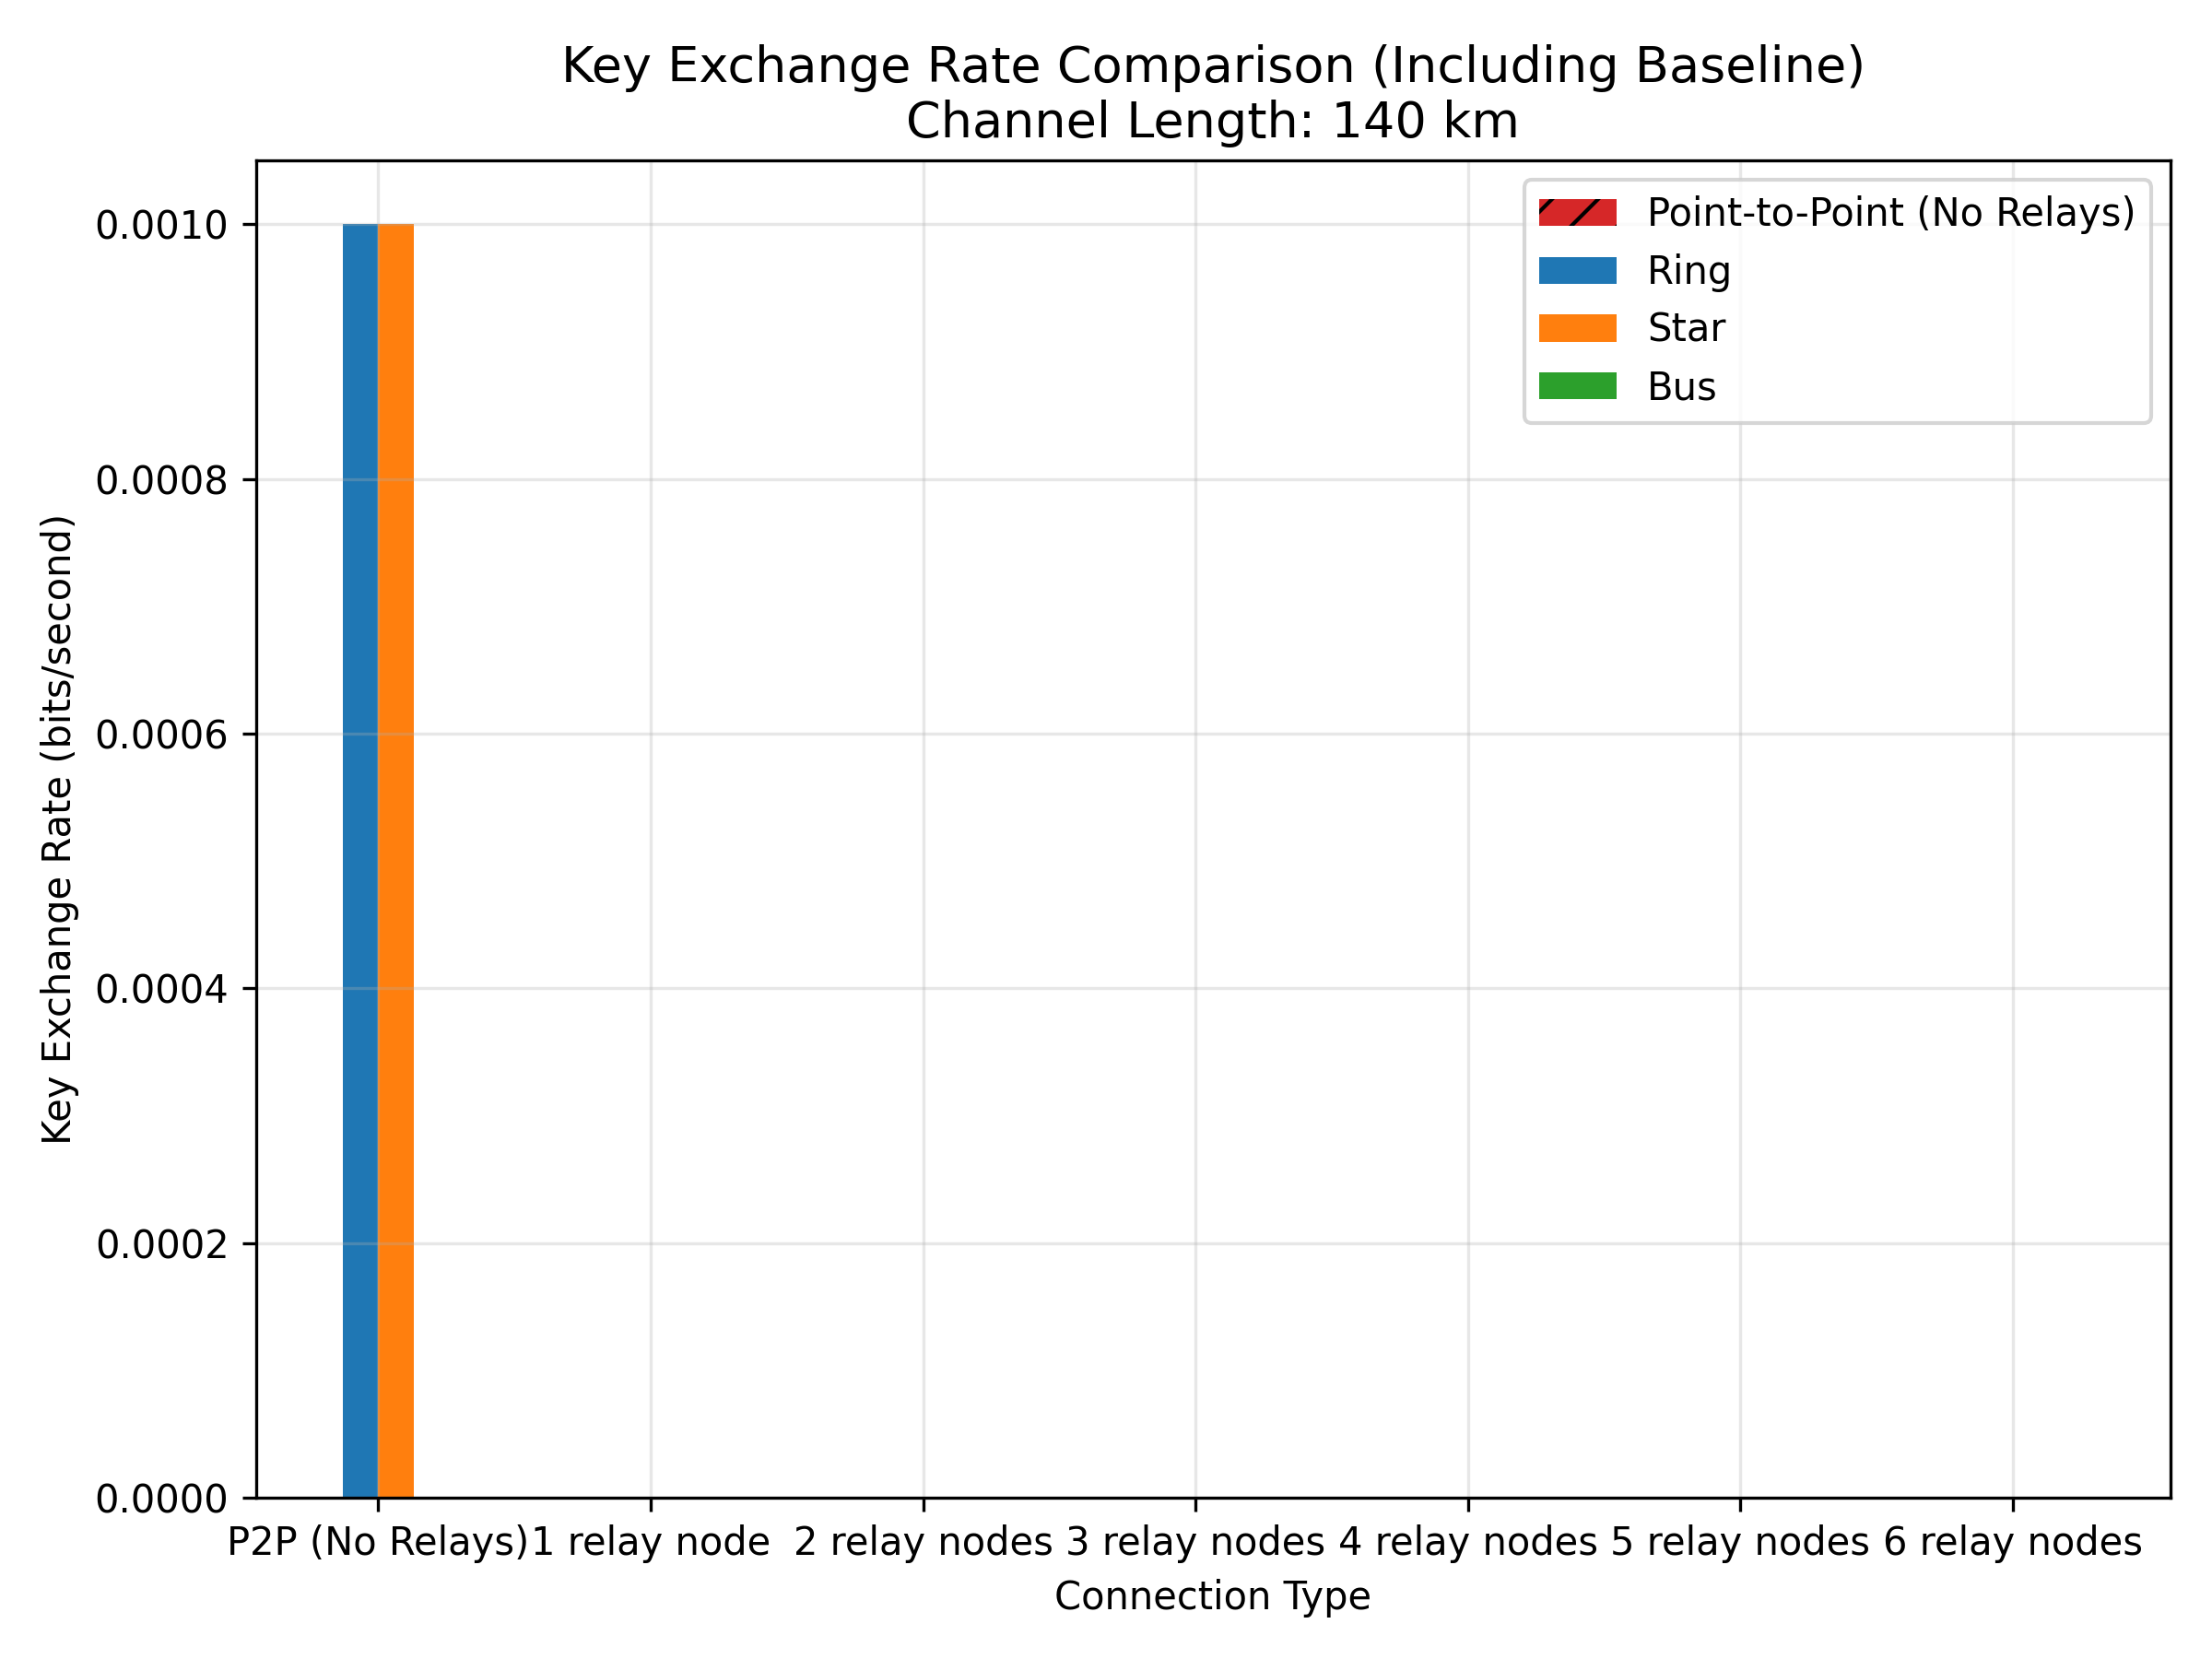 Key Exchange Rate Comparison (Including Baseline)
Channel Length: 140 km
Point-to-Point (No Relays)
Ring
Star
Bus
Key Exchange Rate (bits/second)
0.0010
0.0008
0.0006
0.0004
0.0002
0.0000
P2P (No Relays) 1 relay node 2 relay nodes 3 relay nodes 4 relay nodes 5 relay nodes 6 relay nodes
Connection Type